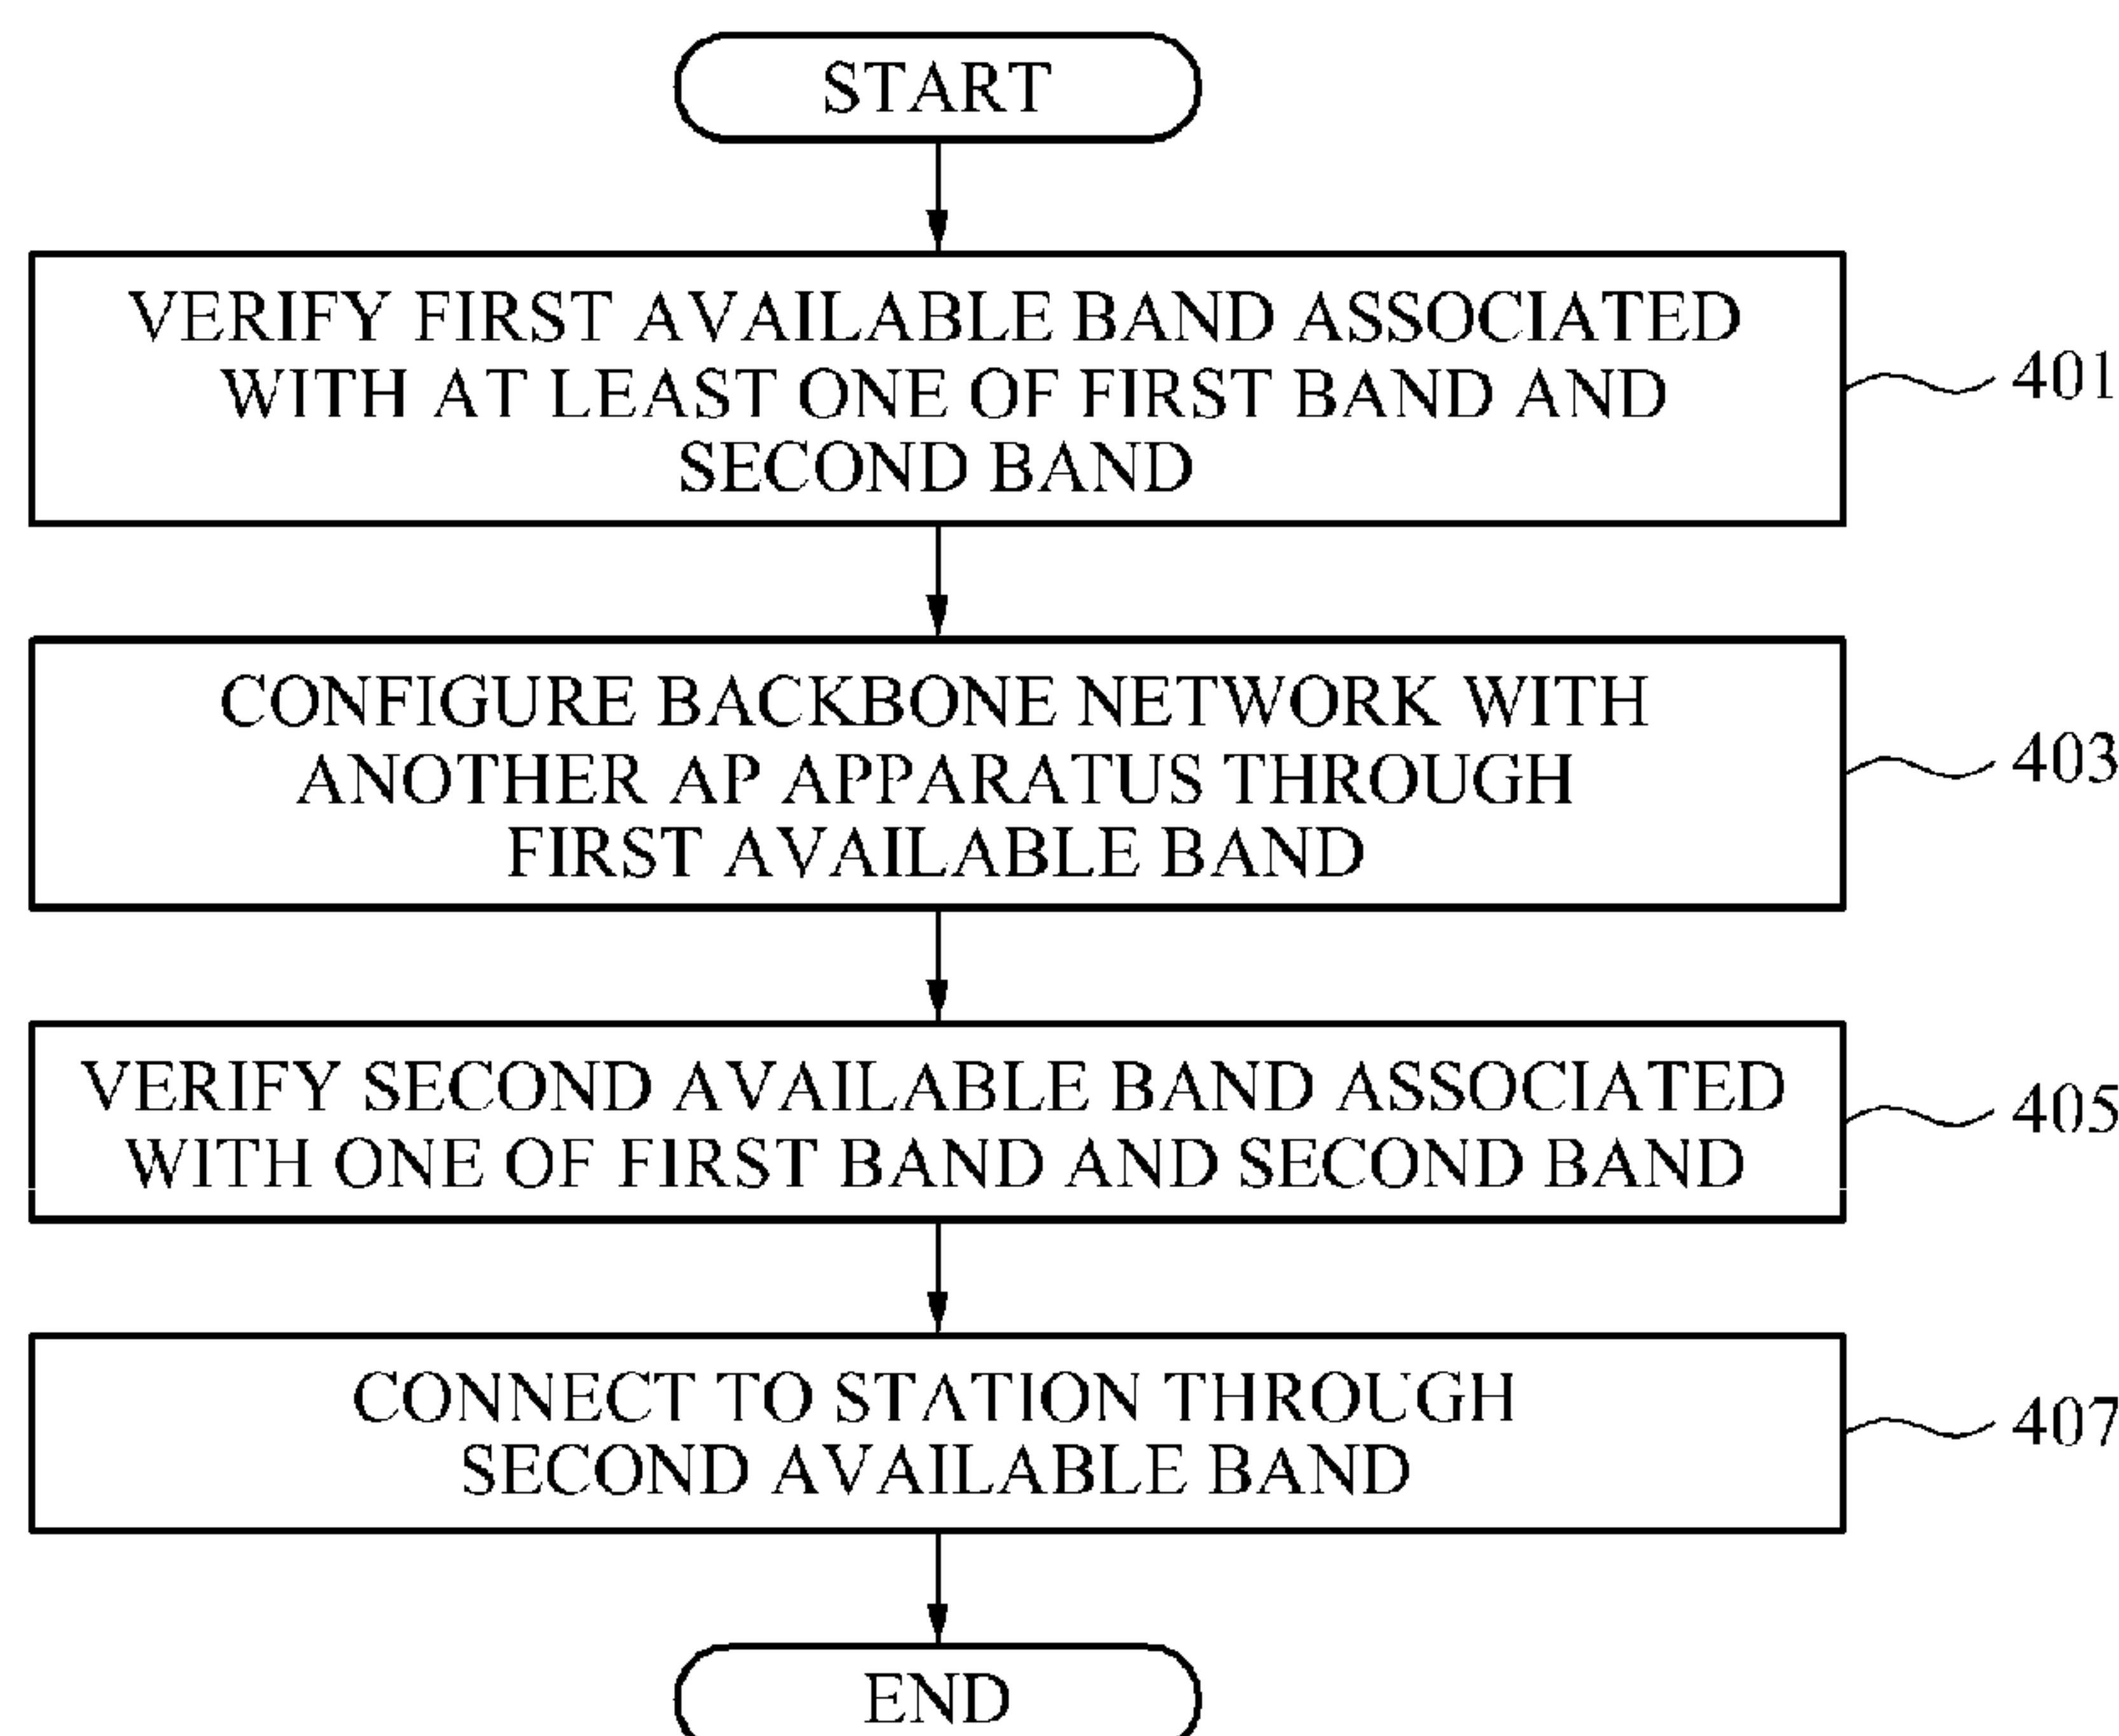 START
VERIFY FIRST AVAILABLE BAND ASSOCIATED
WITH AT LEAST ONE OF FIRST BAND AND
SECOND BAND
401
CONFIGURE BACKBONE NETWORK WITH
ANOTHER AP APPARATUS THROUGH
FIRST AVAILABLE BAND
403
VERIFY SECOND AVAILABLE BAND ASSOCIATED
WITH ONE OF FIRST BAND AND SECOND BAND
405
CONNECT TO STATION THROUGH
SECOND AVAILABLE BAND
407
END